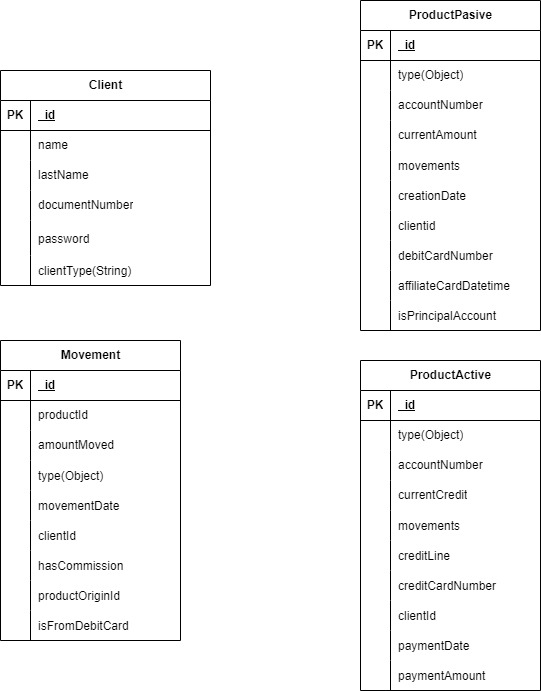 Client
PK _id
name
lastName
documentNumber
password
clientType(String)
Movement
PK _id
productId
amountMoved
type(Object)
movementDate
clientId
hasCommission
productOriginId
isFromDebitCard
ProductPasive
PK _id
type(Object)
accountNumber
currentAmount
movements
creationDate
clientid
debitCardNumber
affiliateCardDatetime
isPrincipalAccount
ProductActive
PK _id
type(Object)
accountNumber
currentCredit
movements
creditLine
creditCardNumber
clientId
paymentDate
paymentAmount